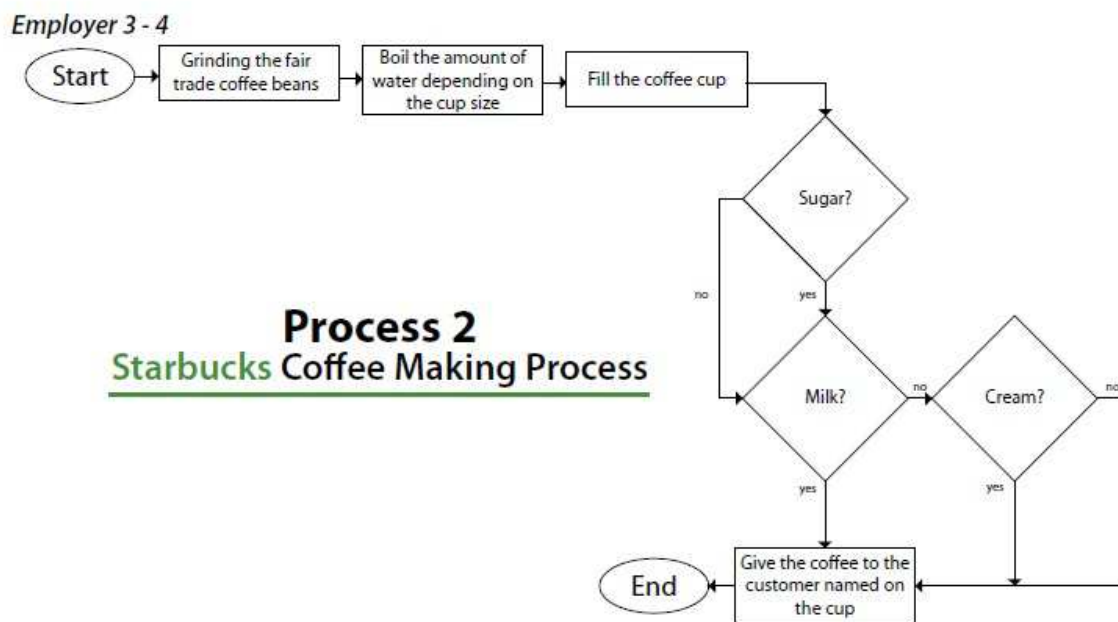 Employer 3 - 4
Start
Grinding the fair
trade coffee beans
Boil the amount of
water depending on
the cup size
Fill the coffee cup
Sugar?
no
yes
Process 2
Starbucks Coffee Making Process
Milk?
no
Cream?
no
yes
yes
End
Give the coffee to the
customer named on
the cup